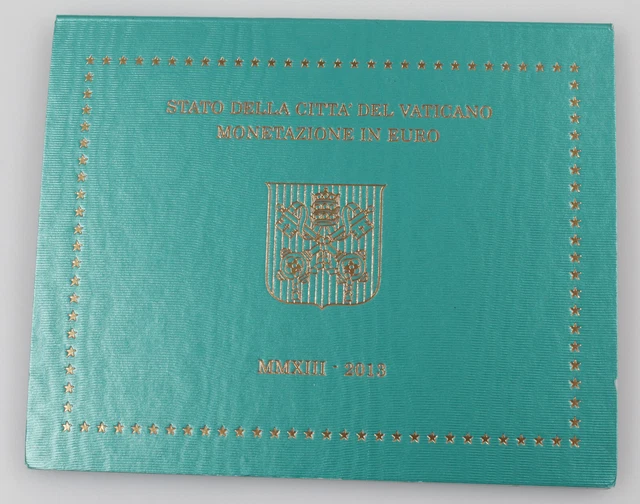 STATO DELLA CITTA' DEL VATICANO
MONETAZIONE IN EURO
MMXIII · 2013